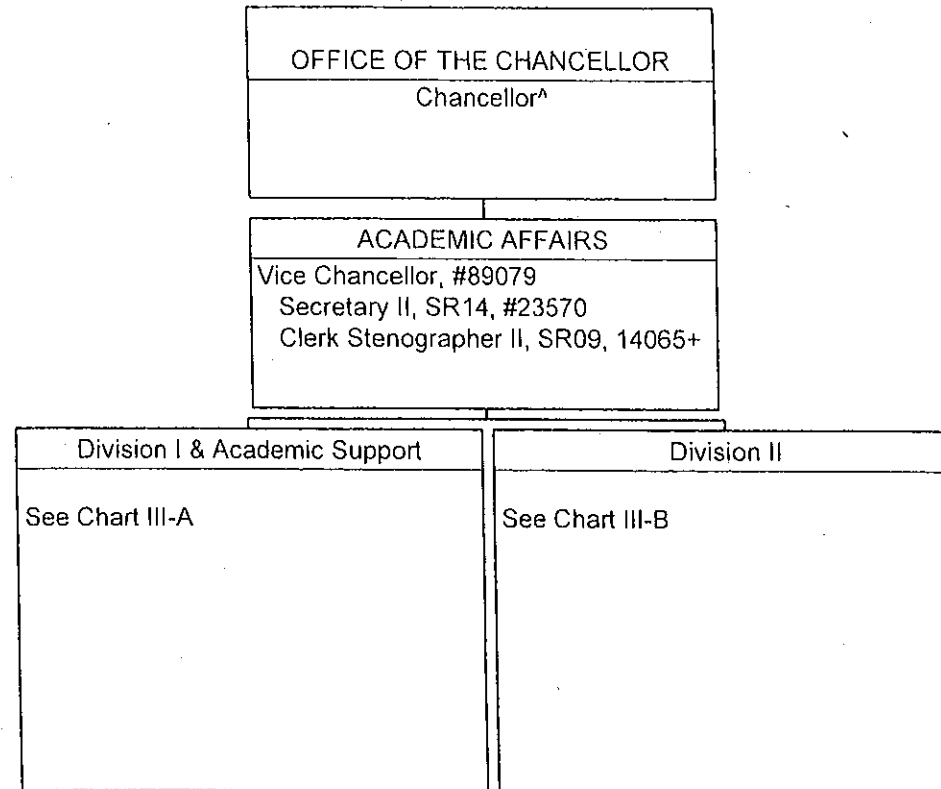 OFFICE OF THE CHANCELLOR
Chancellor^
ACADEMIC AFFAIRS
Vice Chancellor, #89079
Secretary II, SR14, #23570
Clerk Stenographer II, SR09, 14065+
Division I & Academic Support
See Chart III-A
Division II
See Chart III-B